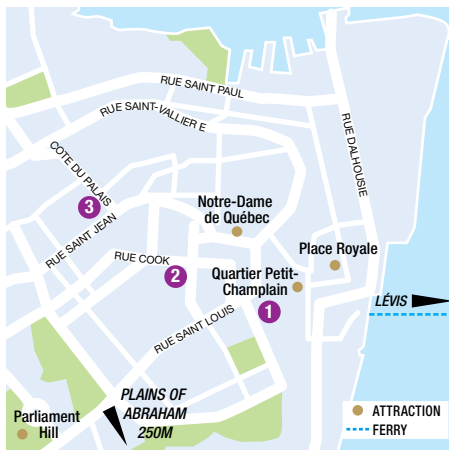 RUE SAINT PAUL
RUE SAINT-VALLIER E
RUE DALHOUSIE
COTE DU PALAIS
3
Notre-Dame
de Québec
RUE SAINT JEAN
Place Royale
RUE COOK
2
Quartier Petit-
Champlain
1
LÉVIS
RUE SAINT LOUIS
PLAINS OF
ABRAHAM
250M
Parliament
Hill
ATTRACTION
FERRY